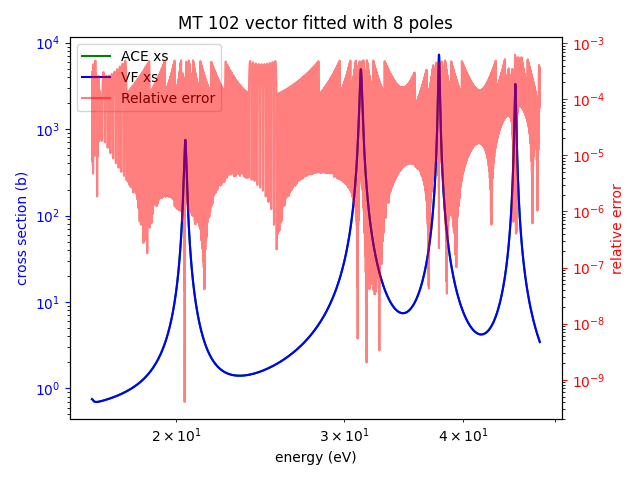 MT 102 vector fitted with 8 poles
ACE xs
VF xs
Relative error
10⁴
10³
10²
10¹
10⁰
cross section (b)
10⁻³
10⁻⁴
10⁻⁵
10⁻⁶
10⁻⁷
10⁻⁸
10⁻⁹
relative error
2 × 10¹
3 × 10¹
4 × 10¹
energy (eV)